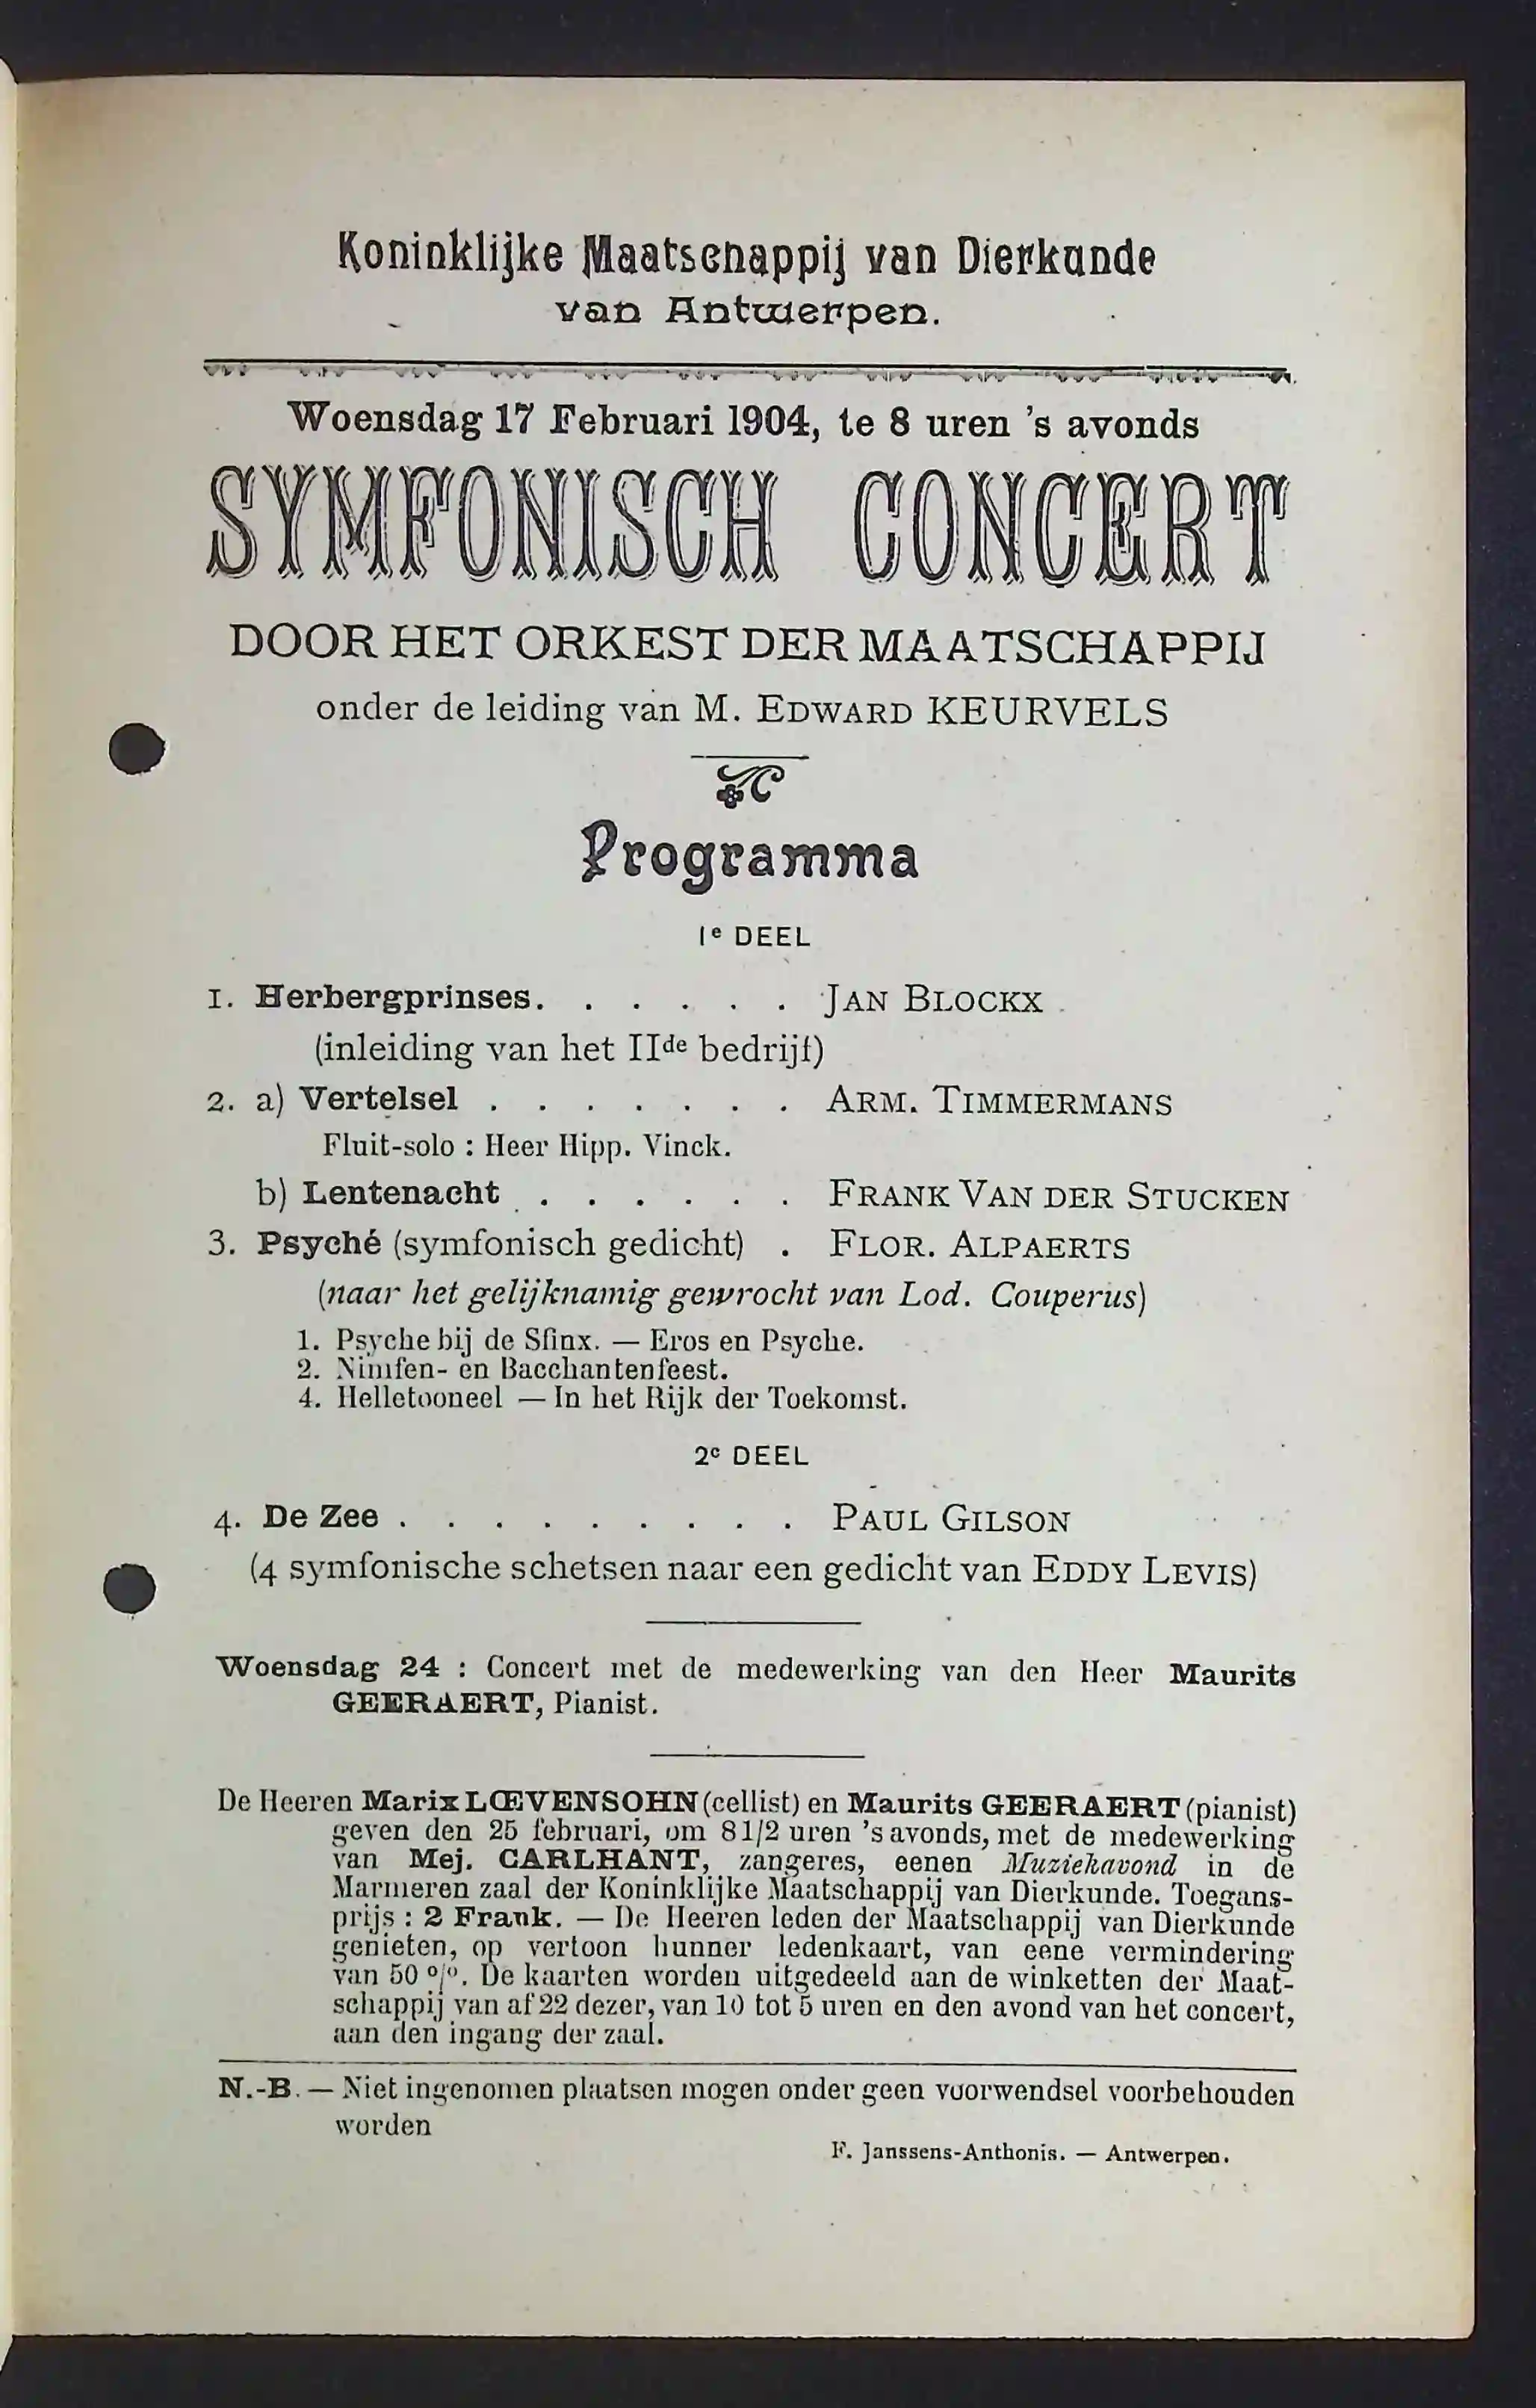 Koninklijke Maatschappij van Dierkunde
van Antwerpen.
Woensdag 17 Februari 1904, te 8 uren 's avonds
SYMFONISCH CONCERT
DOOR HET ORKEST DER MAATSCHAPPIJ
onder de leiding van M. EDWARD KEURVELS
Programma
1e DEEL
1. Herbergprinses. . . . . . JAN BLOCKX
(inleiding van het IIde bedrijf)
2. a) Vertelsel . . . . . . . ARM. TIMMERMANS
Fluit-solo : Heer Hipp. Vinck.
b) Lentenacht . . . . . . FRANK VAN DER STUCKEN
3. Psyché (symfonisch gedicht) . FLOR. ALPAERTS
(naar het gelijknamig gewrocht van Lod. Couperus)
1. Psyche bij de Sfinx. — Eros en Psyche.
2. Nimfen- en Bacchantenfeest.
4. Helletooneel — In het Rijk der Toekomst.
2e DEEL
4. De Zee . . . . . . . . . PAUL GILSON
(4 symfonische schetsen naar een gedicht van EDDY LEVIS)
Woensdag 24 : Concert met de medewerking van den Heer Maurits
GEERAERT, Pianist.
De Heeren Marix LŒVENSOHN (cellist) en Maurits GEERAERT (pianist)
geven den 25 februari, om 8 1/2 uren 's avonds, met de medewerking
van Mej. CARLHANT, zangeres, eenen Muziekavond in de
Marmeren zaal der Koninklijke Maatschappij van Dierkunde. Toegans-
prijs : 2 Frank. — De Heeren leden der Maatschappij van Dierkunde
genieten, op vertoon hunner ledenkaart, van eene vermindering
van 50 o/o. De kaarten worden uitgedeeld aan de winketten der Maat-
schappij van af 22 dezer, van 10 tot 5 uren en den avond van het concert,
aan den ingang der zaal.
N.-B. — Niet ingenomen plaatsen mogen onder geen voorwendsel voorbehouden
worden
F. Janssens-Anthonis. — Antwerpen.